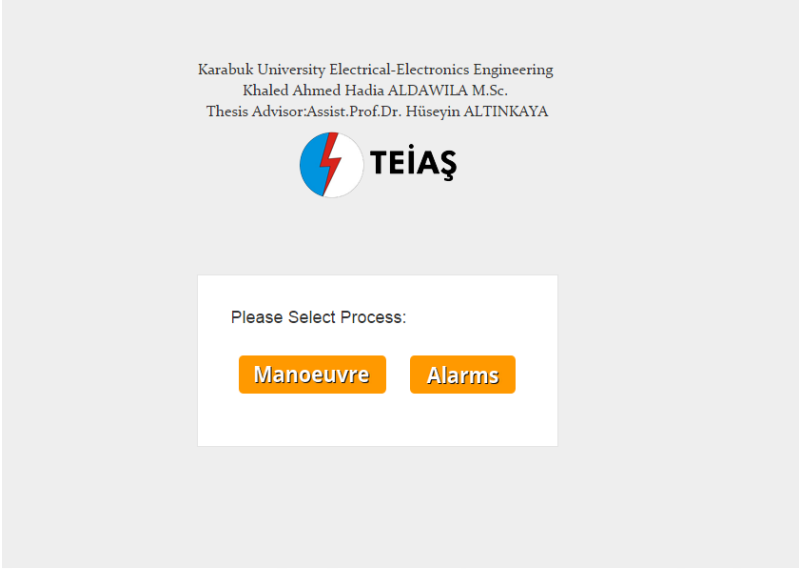 Karabuk University Electrical-Electronics Engineering
Khaled Ahmed Hadia ALDAWILA M.Sc.
Thesis Advisor:Assist.Prof.Dr. Hüseyin ALTINKAYA
TEİAŞ
Please Select Process:
Manoeuvre Alarms